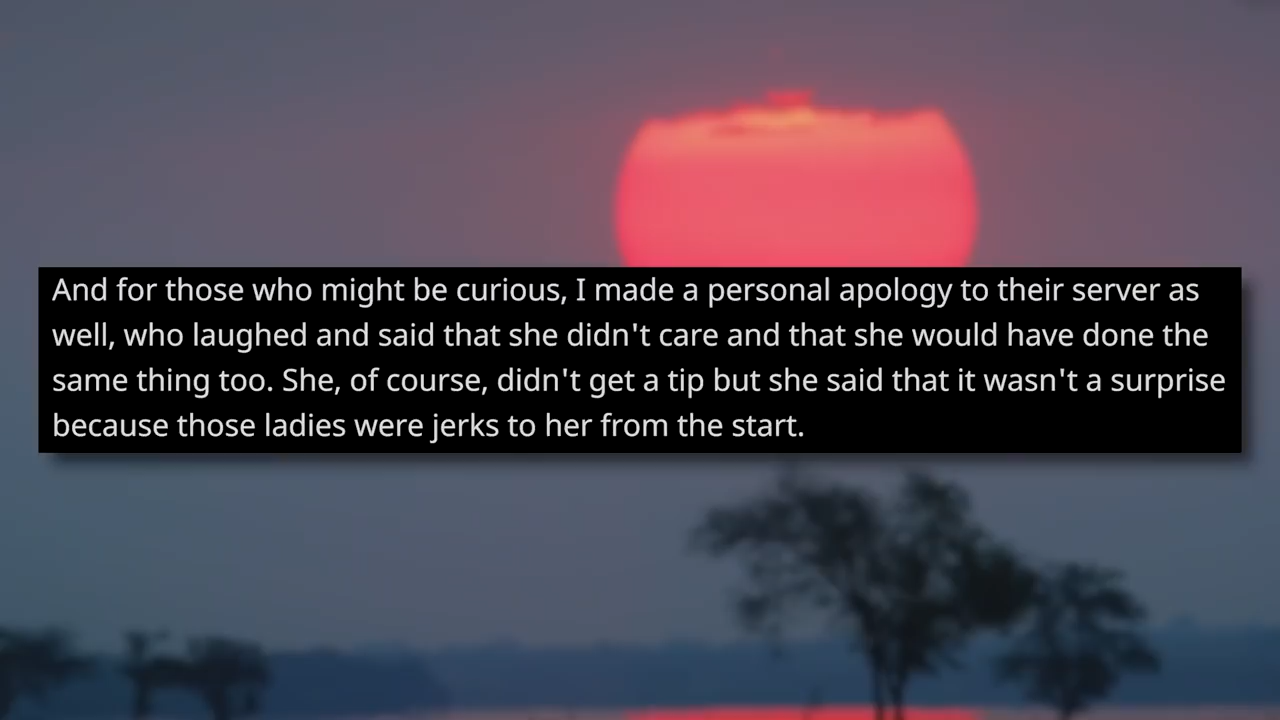 And for those who might be curious, I made a personal apology to their server as
well, who laughed and said that she didn't care and that she would have done the
same thing too. She, of course, didn't get a tip but she said that it wasn't a surprise
because those ladies were jerks to her from the start.